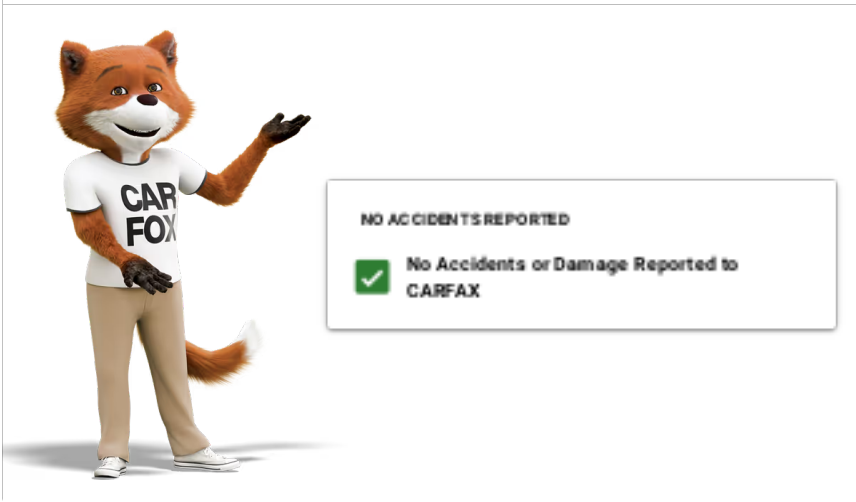 CAR
FOX
NO ACCIDENTS REPORTED
No Accidents or Damage Reported to
CARFAX